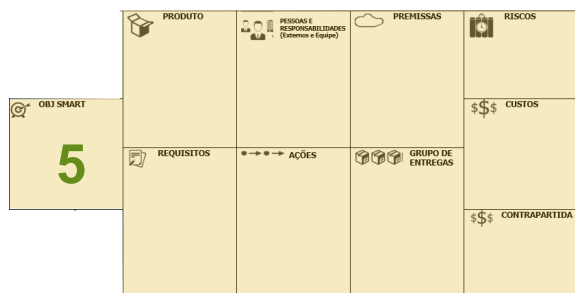 PRODUTO
PESSOAS E
RESPONSABILIDADES
(Externos e Equipe)
PREMISSAS
RISCOS
OBJ SMART
5
$$$ CUSTOS
REQUISITOS
AÇÕES
GRUPO DE
ENTREGAS
$$$ CONTRAPARTIDA